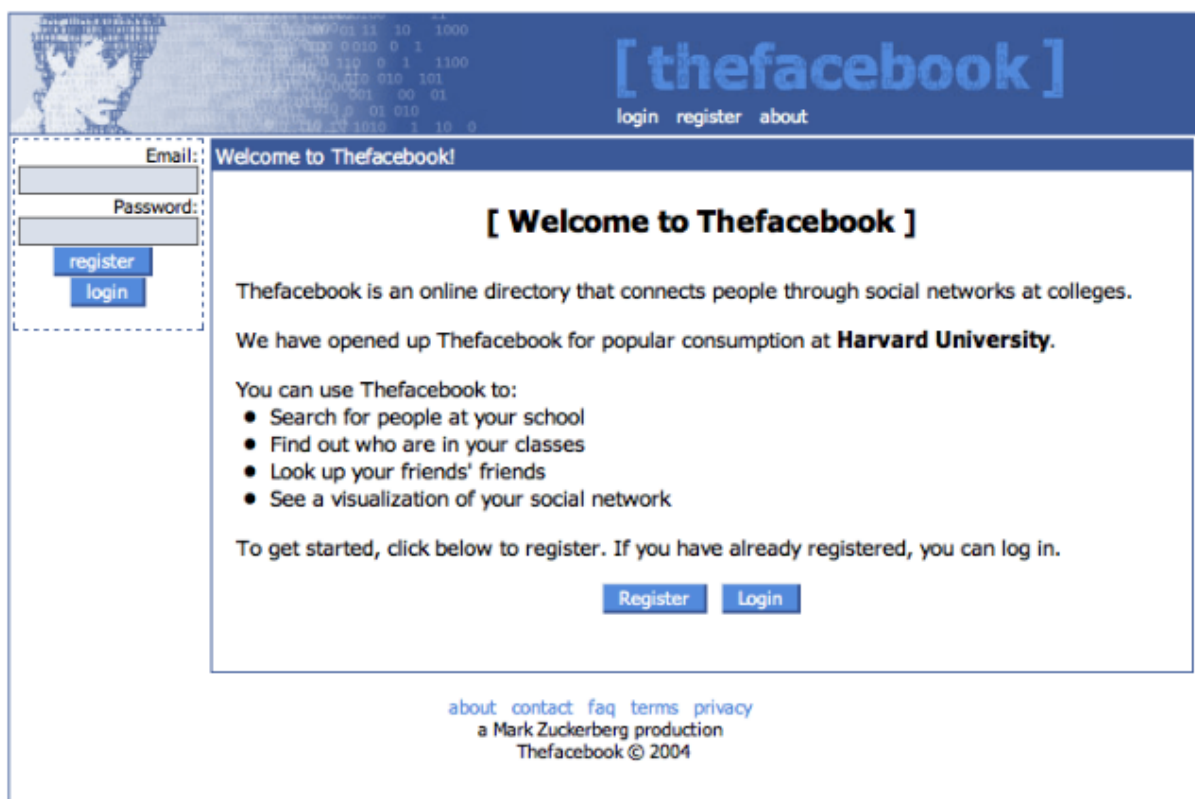 [ thefacebook ]
login register about
Email:
Password:
register
login
Welcome to Thefacebook!
[ Welcome to Thefacebook ]
Thefacebook is an online directory that connects people through social networks at colleges.
We have opened up Thefacebook for popular consumption at Harvard University.
You can use Thefacebook to:
• Search for people at your school
• Find out who are in your classes
• Look up your friends' friends
• See a visualization of your social network
To get started, click below to register. If you have already registered, you can log in.
Register Login
about contact faq terms privacy
a Mark Zuckerberg production
Thefacebook © 2004